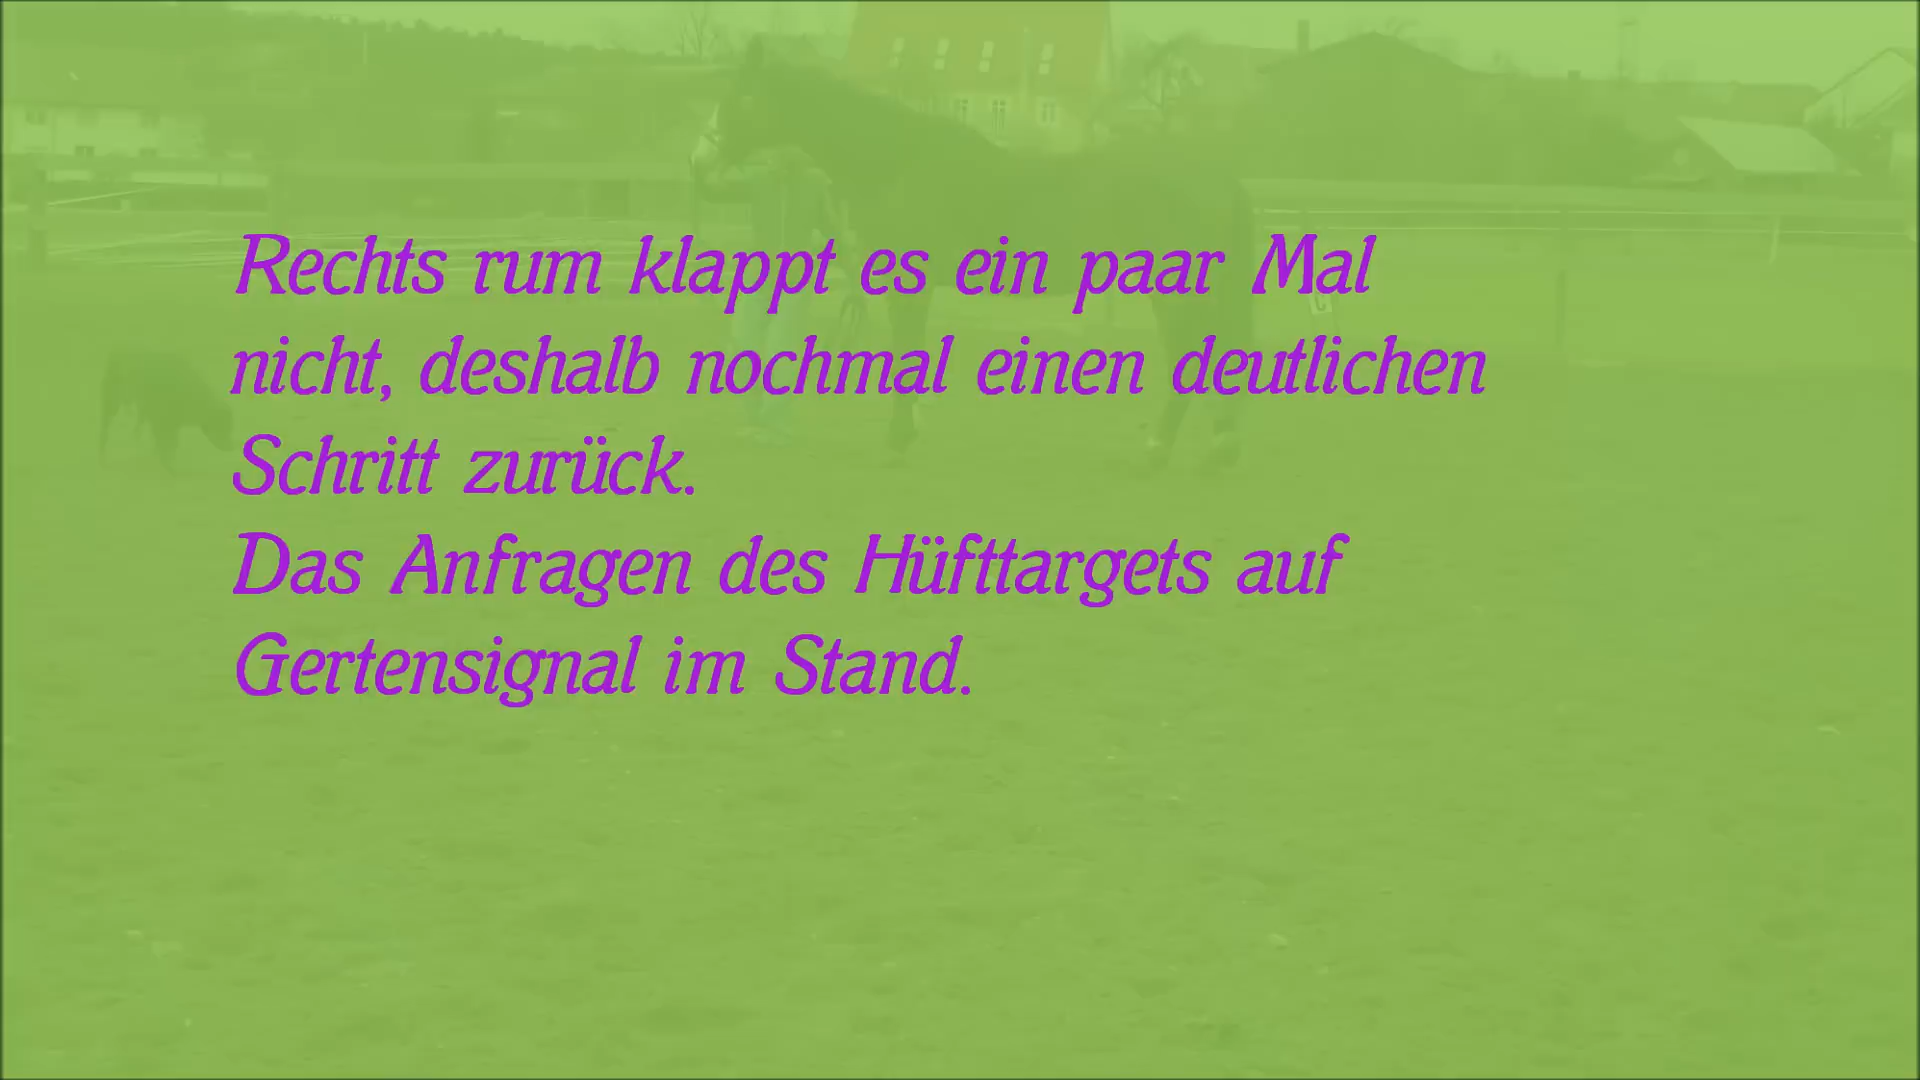 Rechts rum klappt es ein paar Mal
nicht, deshalb nochmal einen deutlichen
Schritt zurück.
Das Anfragen des Hüfttargets auf
Gertensignal im Stand.